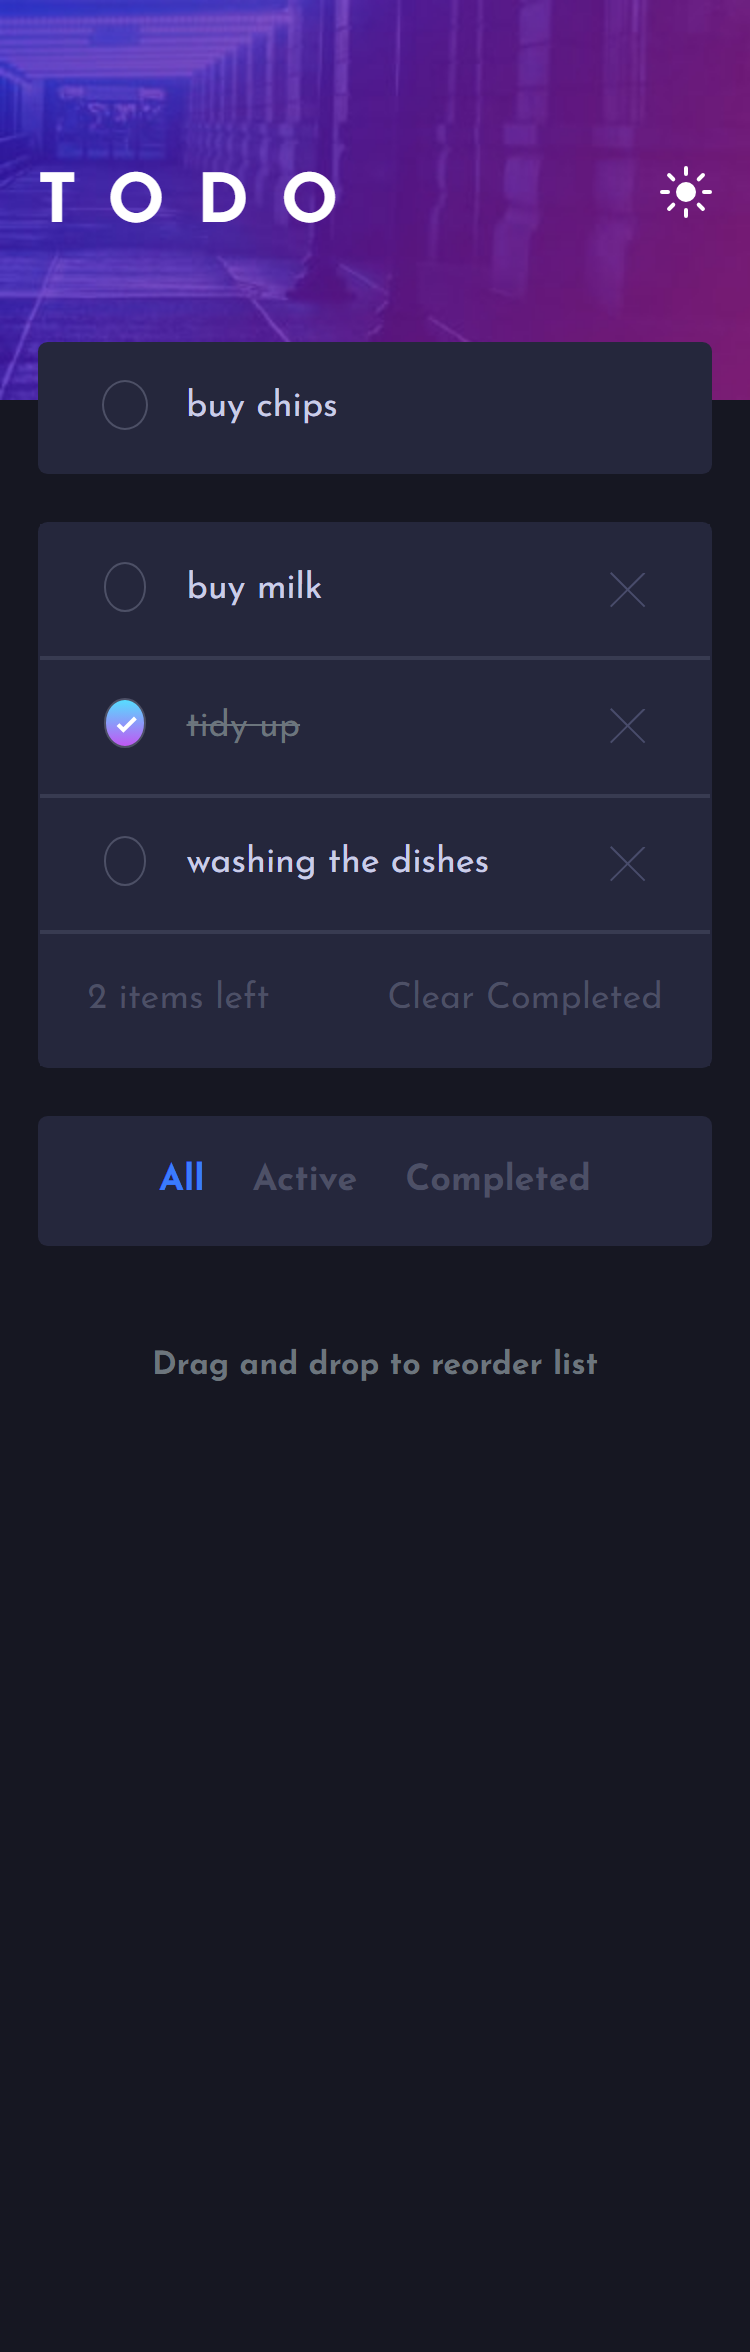 TODO
buy chips
buy milk
tidy up
washing the dishes
2 items left Clear Completed
All Active Completed
Drag and drop to reorder list